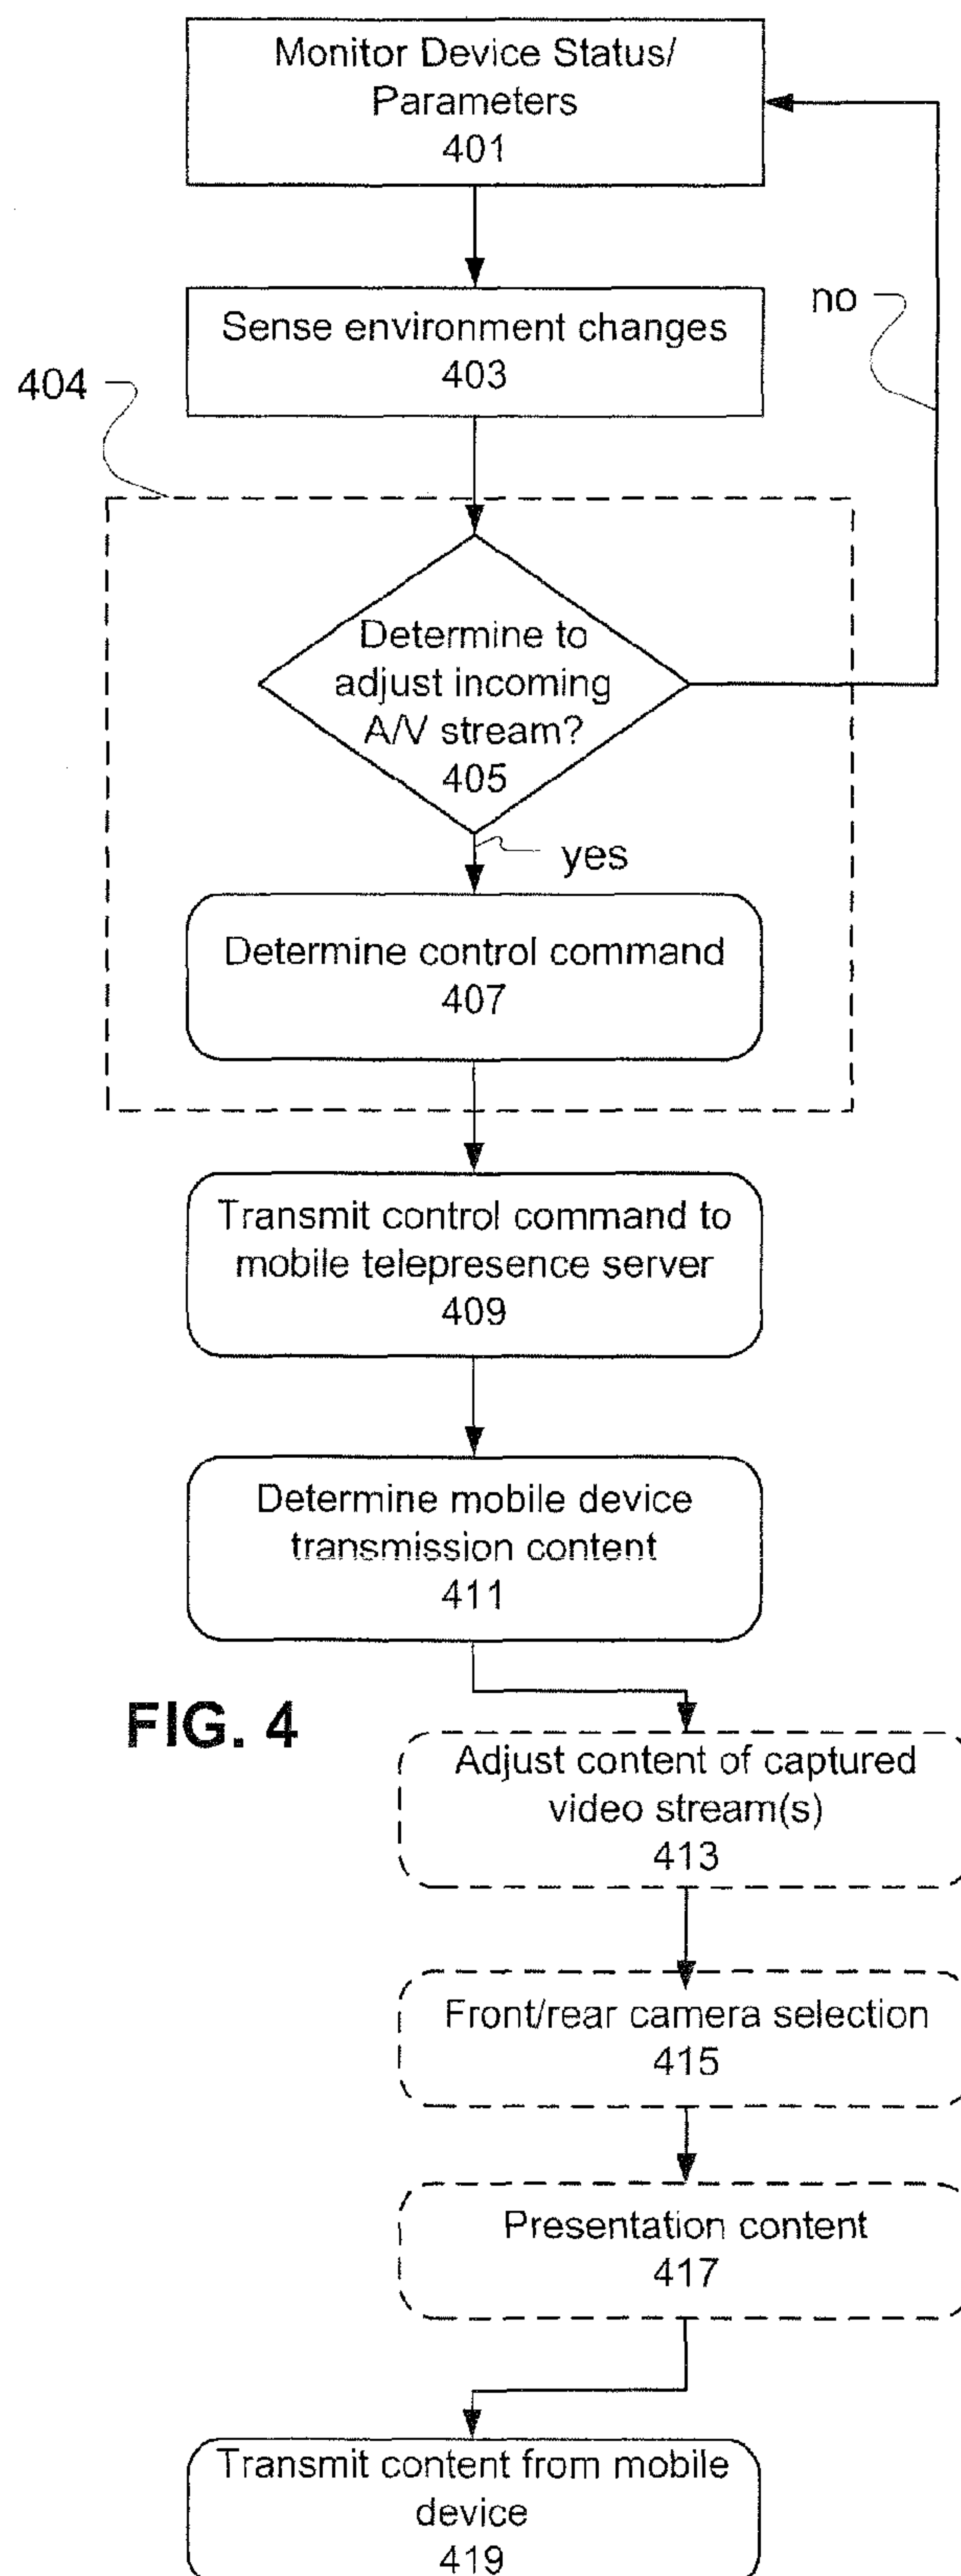 Monitor Device Status/
Parameters
401
Sense environment changes
403
no
404
Determine to
adjust incoming
A/V stream?
405
yes
Determine control command
407
Transmit control command to
mobile telepresence server
409
Determine mobile device
transmission content
411
FIG. 4
Adjust content of captured
video stream(s)
413
Front/rear camera selection
415
Presentation content
417
Transmit content from mobile
device
419